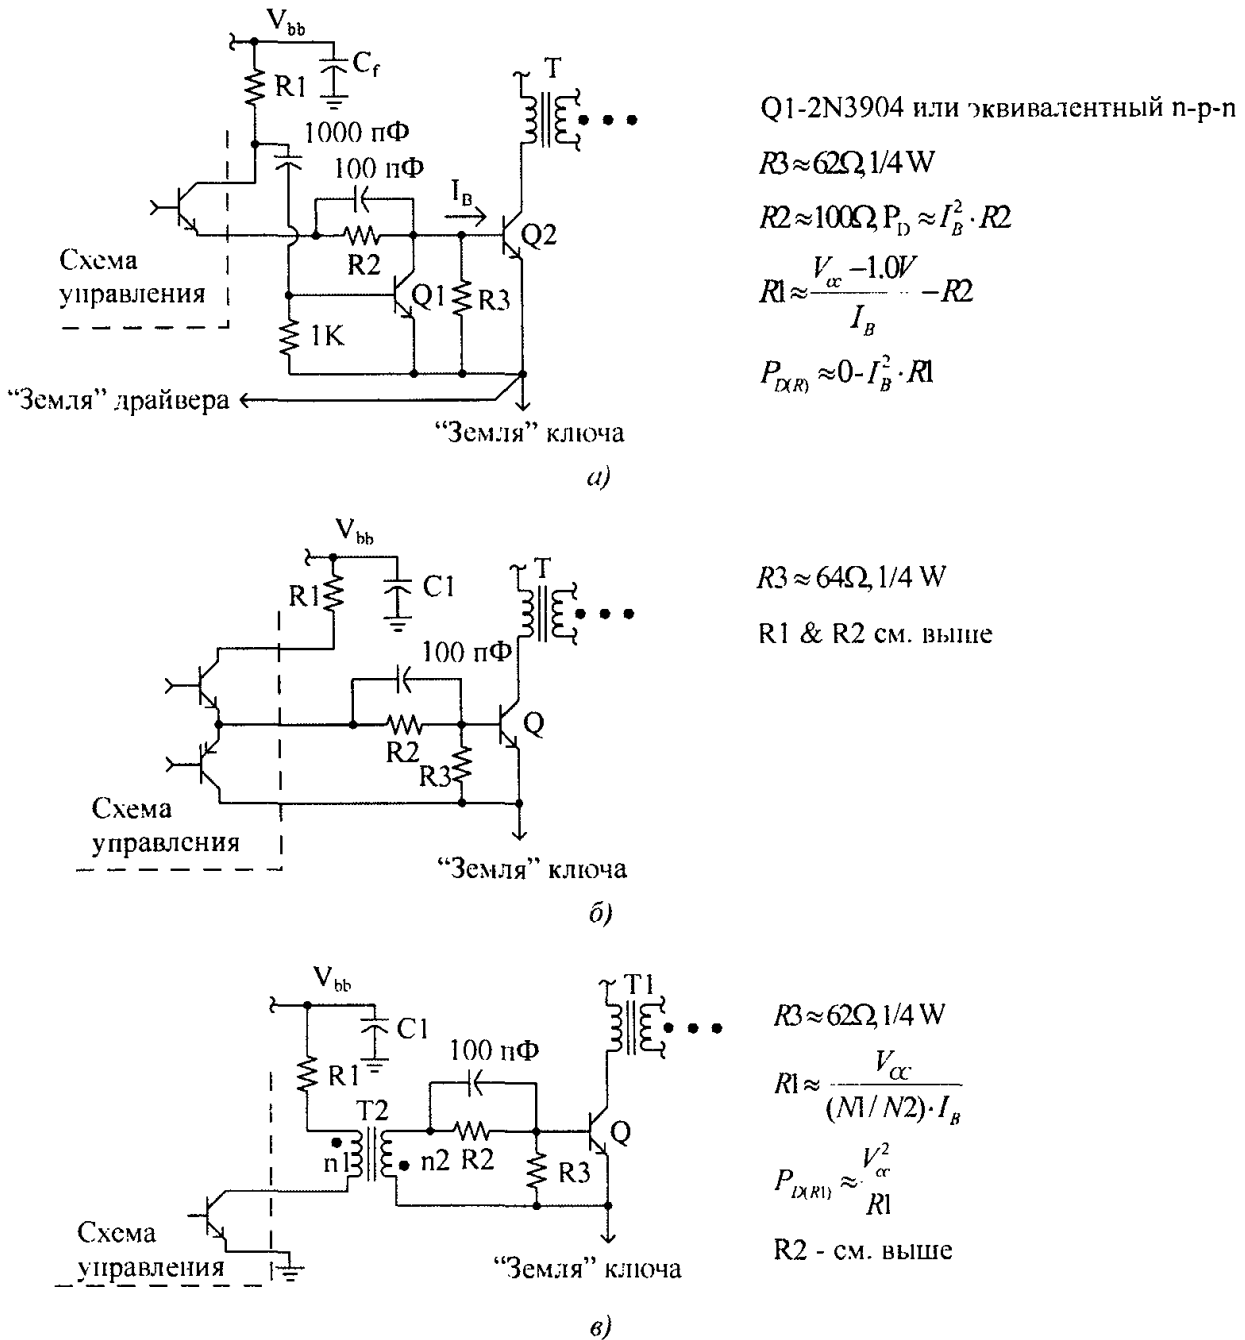 V_bb
C_f
R1
T
1000 пФ
100 пФ
I_B
Q2
R2
Схема
управления
Q1
R3
1K
“Земля” драйвера
“Земля” ключа
а)
Q1-2N3904 или эквивалентный n-p-n
R3≈62Ω, 1/4 W
R2≈100Ω, P_D ≈ I_B^2 · R2
R1≈ (V_cc −1.0V) / I_B − R2
P_D(R) ≈ 0-I_B^2 · R1
V_bb
R1
C1
T
100 пФ
Q
R2
R3
Схема
управления
“Земля” ключа
б)
R3≈64Ω, 1/4 W
R1 & R2 см. выше
V_bb
C1
T1
100 пФ
R1
T2
Q
n1
n2
R2
R3
Схема
управления
“Земля” ключа
в)
R3≈62Ω, 1/4 W
R1≈ V_cc / ((N1/N2)· I_B)
P_D(R1) ≈ V_cc^2 / R1
R2 - см. выше